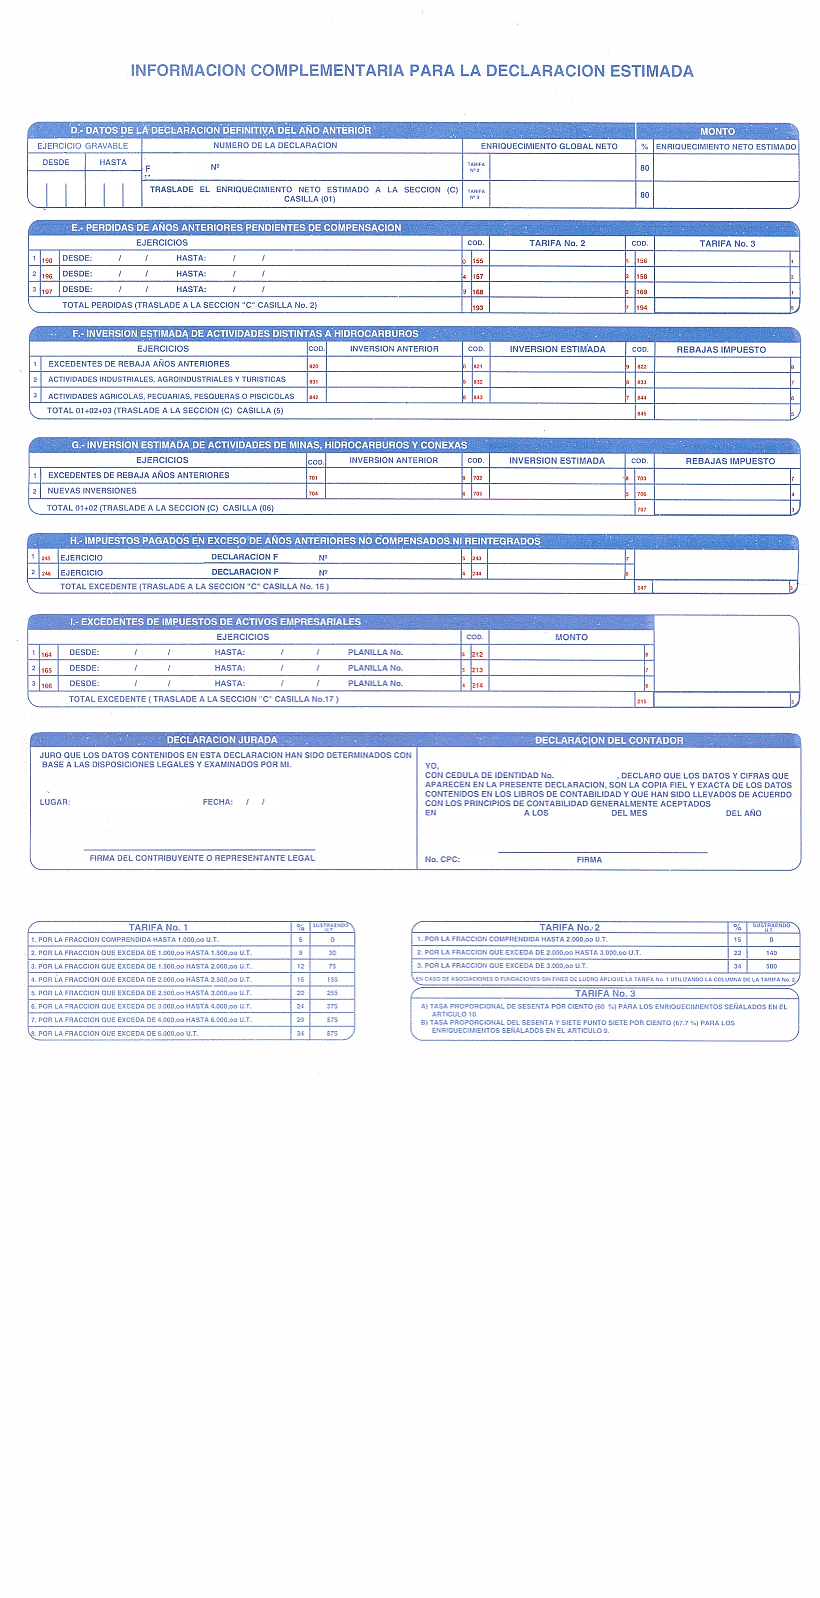 INFORMACION COMPLEMENTARIA PARA LA DECLARACION ESTIMADA
D.- DATOS DE LA DECLARACION DEFINITIVA DEL AÑO ANTERIOR MONTO
EJERCICIO GRAVABLE NUMERO DE LA DECLARACION ENRIQUECIMIENTO GLOBAL NETO % ENRIQUECIMIENTO NETO ESTIMADO
DESDE HASTA F Nº TARIFA Nº 2 80
TRASLADE EL ENRIQUECIMIENTO NETO ESTIMADO A LA SECCION (C) CASILLA (01) TARIFA Nº 3 80
E.- PERDIDAS DE AÑOS ANTERIORES PENDIENTES DE COMPENSACION
EJERCICIOS COD. TARIFA No. 2 COD. TARIFA No. 3
1 190 DESDE: / / HASTA: / / 155 156
2 196 DESDE: / / HASTA: / / 157 158
3 197 DESDE: / / HASTA: / / 168 169
TOTAL PERDIDAS (TRASLADE A LA SECCION "C" CASILLA No. 2) 193 194
F.- INVERSION ESTIMADA DE ACTIVIDADES DISTINTAS A HIDROCARBUROS
EJERCICIOS COD. INVERSION ANTERIOR COD. INVERSION ESTIMADA COD. REBAJAS IMPUESTO
1 EXCEDENTES DE REBAJA AÑOS ANTERIORES 820 821 822
2 ACTIVIDADES INDUSTRIALES, AGROINDUSTRIALES Y TURISTICAS 831 832 833
3 ACTIVIDADES AGRICOLAS, PECUARIAS, PESQUERAS O PISCICOLAS 842 843 844
TOTAL 01+02+03 (TRASLADE A LA SECCION (C) CASILLA (5) 845
G.- INVERSION ESTIMADA DE ACTIVIDADES DE MINAS, HIDROCARBUROS Y CONEXAS
EJERCICIOS COD. INVERSION ANTERIOR COD. INVERSION ESTIMADA COD. REBAJAS IMPUESTO
1 EXCEDENTES DE REBAJA AÑOS ANTERIORES 701 702 703
2 NUEVAS INVERSIONES 704 705 706
TOTAL 01+02 (TRASLADE A LA SECCION (C) CASILLA (06) 707
H.- IMPUESTOS PAGADOS EN EXCESO DE AÑOS ANTERIORES NO COMPENSADOS NI REINTEGRADOS
1 245 EJERCICIO DECLARACION F Nº 243
2 246 EJERCICIO DECLARACION F Nº 244
TOTAL EXCEDENTE (TRASLADE A LA SECCION "C" CASILLA No. 16 ) 247
I.- EXCEDENTES DE IMPUESTOS DE ACTIVOS EMPRESARIALES
EJERCICIOS COD. MONTO
1 164 DESDE: / / HASTA: / / PLANILLA No. 212
2 165 DESDE: / / HASTA: / / PLANILLA No. 213
3 166 DESDE: / / HASTA: / / PLANILLA No. 214
TOTAL EXCEDENTE ( TRASLADE A LA SECCION "C" CASILLA No.17 ) 215
DECLARACION JURADA
JURO QUE LOS DATOS CONTENIDOS EN ESTA DECLARACION HAN SIDO DETERMINADOS CON
BASE A LAS DISPOSICIONES LEGALES Y EXAMINADOS POR MI.
LUGAR: FECHA: / /
FIRMA DEL CONTRIBUYENTE O REPRESENTANTE LEGAL
DECLARACION DEL CONTADOR
YO,
CON CEDULA DE IDENTIDAD No. , DECLARO QUE LOS DATOS Y CIFRAS QUE
APARECEN EN LA PRESENTE DECLARACION, SON LA COPIA FIEL Y EXACTA DE LOS DATOS
CONTENIDOS EN LOS LIBROS DE CONTABILIDAD Y QUE HAN SIDO LLEVADOS DE ACUERDO
CON LOS PRINCIPIOS DE CONTABILIDAD GENERALMENTE ACEPTADOS
EN A LOS DEL MES DEL AÑO
No. CPC: FIRMA
TARIFA No. 1 % SUSTRAENDO U.T.
1. POR LA FRACCION COMPRENDIDA HASTA 1.000,oo U.T. 6 0
2. POR LA FRACCION QUE EXCEDA DE 1.000,oo HASTA 1.500,oo U.T. 9 30
3. POR LA FRACCION QUE EXCEDA DE 1.500,oo HASTA 2.000,oo U.T. 12 75
4. POR LA FRACCION QUE EXCEDA DE 2.000,oo HASTA 2.500,oo U.T. 16 155
5. POR LA FRACCION QUE EXCEDA DE 2.500,oo HASTA 3.000,oo U.T. 20 255
6. POR LA FRACCION QUE EXCEDA DE 3.000,oo HASTA 4.000,oo U.T. 24 375
7. POR LA FRACCION QUE EXCEDA DE 4.000,oo HASTA 6.000,oo U.T. 29 575
8. POR LA FRACCION QUE EXCEDA DE 6.000,oo U.T. 34 875
TARIFA No. 2 % SUSTRAENDO U.T.
1. POR LA FRACCION COMPRENDIDA HASTA 2.000,oo U.T. 15 0
2. POR LA FRACCION QUE EXCEDA DE 2.000,oo HASTA 3.000,oo U.T. 22 140
3. POR LA FRACCION QUE EXCEDA DE 3.000,oo U.T. 34 500
EN CASO DE ASOCIACIONES O FUNDACIONES SIN FINES DE LUCRO APLIQUE LA TARIFA No. 1 UTILIZANDO LA COLUMNA DE LA TARIFA No. 2
TARIFA No. 3
A) TASA PROPORCIONAL DE SESENTA POR CIENTO (60 %) PARA LOS ENRIQUECIMIENTOS SEÑALADOS EN EL
ARTICULO 10.
B) TASA PROPORCIONAL DEL SESENTA Y SIETE PUNTO SIETE POR CIENTO (67.7 %) PARA LOS
ENRIQUECIMIENTOS SEÑALADOS EN EL ARTICULO 9.